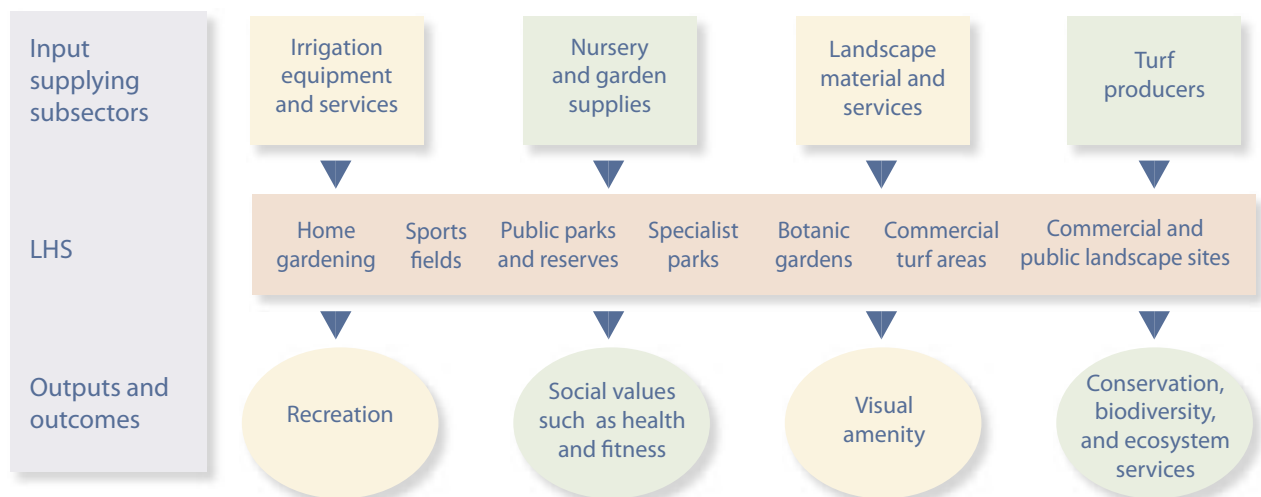 Input
supplying
subsectors
Irrigation
equipment
and services
Nursery
and garden
supplies
Landscape
material and
services
Turf
producers
LHS
Home
gardening
Sports
fields
Public parks
and reserves
Specialist
parks
Botanic
gardens
Commercial
turf areas
Commercial and
public landscape sites
Outputs and
outcomes
Recreation
Social values
such as health
and fitness
Visual
amenity
Conservation,
biodiversity,
and ecosystem
services